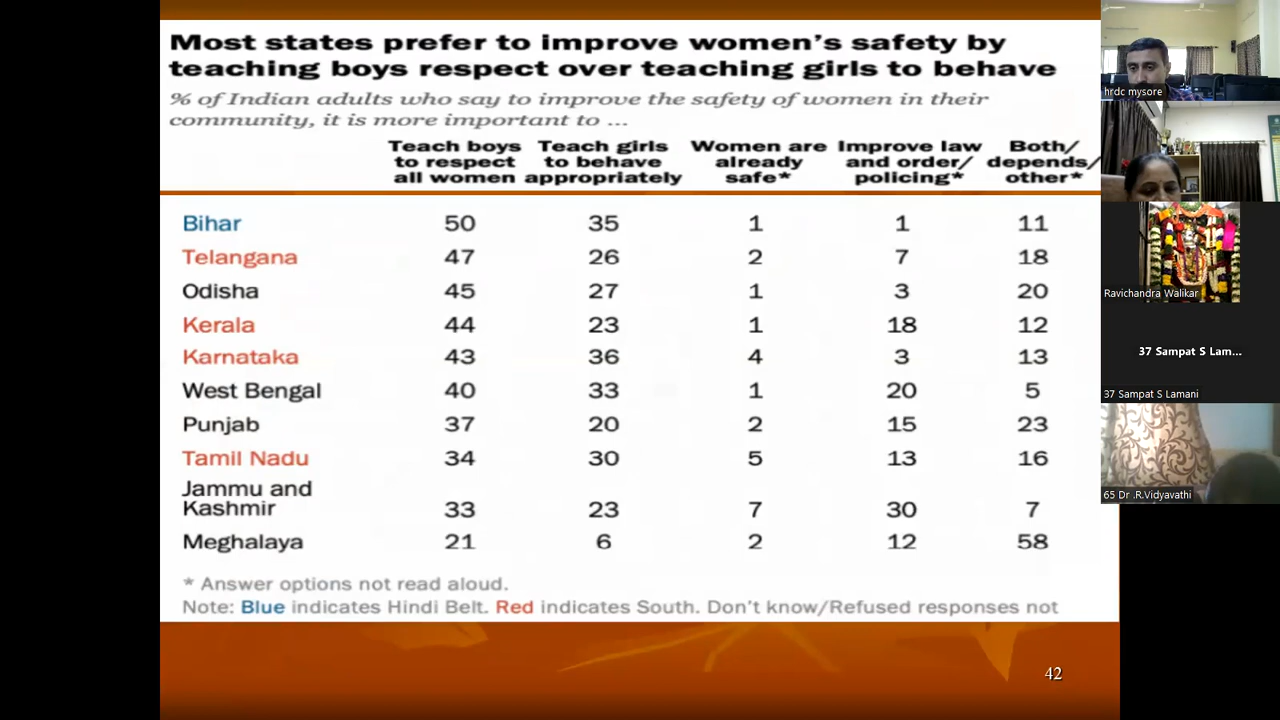 Most states prefer to improve women's safety by
teaching boys respect over teaching girls to behave
% of Indian adults who say to improve the safety of women in their
community, it is more important to ...
Teach boys to respect all women
Teach girls to behave appropriately
Women are already safe*
Improve law and order/ policing*
Both/ depends/ other*
Bihar 50 35 1 1 11
Telangana 47 26 2 7 18
Odisha 45 27 1 3 20
Kerala 44 23 1 18 12
Karnataka 43 36 4 3 13
West Bengal 40 33 1 20 5
Punjab 37 20 2 15 23
Tamil Nadu 34 30 5 13 16
Jammu and
Kashmir 33 23 7 30 7
Meghalaya 21 6 2 12 58
* Answer options not read aloud.
Note: Blue indicates Hindi Belt. Red indicates South. Don't know/Refused responses not
42
hrdc mysore
Ravichandra Walikar
37 Sampat S Lam...
37 Sampat S Lamani
65 Dr .R.Vidyavathi